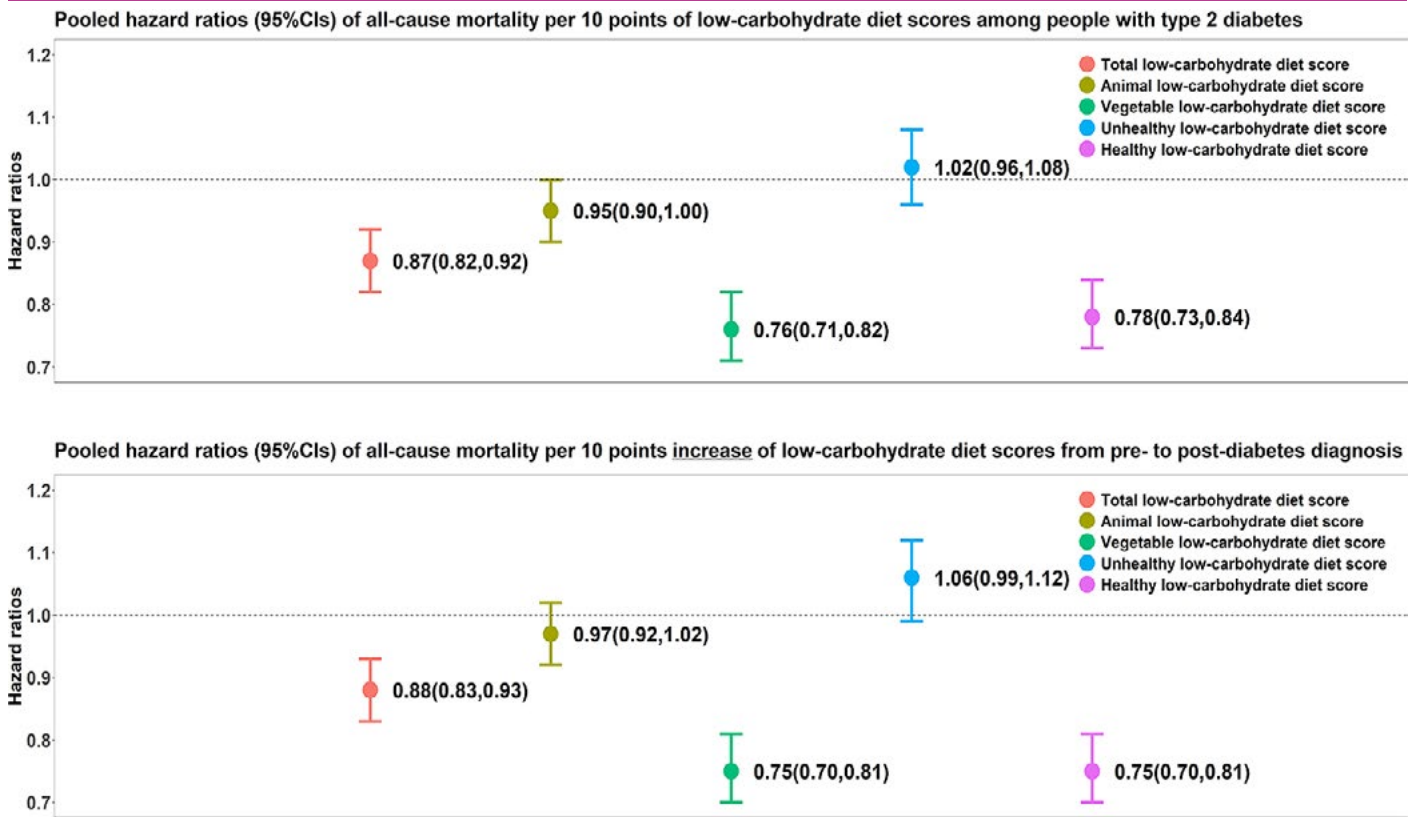 Pooled hazard ratios (95%CIs) of all-cause mortality per 10 points of low-carbohydrate diet scores among people with type 2 diabetes
Hazard ratios
1.2
1.1
1.0
0.9
0.8
0.7
Total low-carbohydrate diet score
Animal low-carbohydrate diet score
Vegetable low-carbohydrate diet score
Unhealthy low-carbohydrate diet score
Healthy low-carbohydrate diet score
0.87(0.82,0.92)
0.95(0.90,1.00)
0.76(0.71,0.82)
1.02(0.96,1.08)
0.78(0.73,0.84)
Pooled hazard ratios (95%CIs) of all-cause mortality per 10 points increase of low-carbohydrate diet scores from pre- to post-diabetes diagnosis
Hazard ratios
1.2
1.1
1.0
0.9
0.8
0.7
Total low-carbohydrate diet score
Animal low-carbohydrate diet score
Vegetable low-carbohydrate diet score
Unhealthy low-carbohydrate diet score
Healthy low-carbohydrate diet score
0.88(0.83,0.93)
0.97(0.92,1.02)
0.75(0.70,0.81)
1.06(0.99,1.12)
0.75(0.70,0.81)